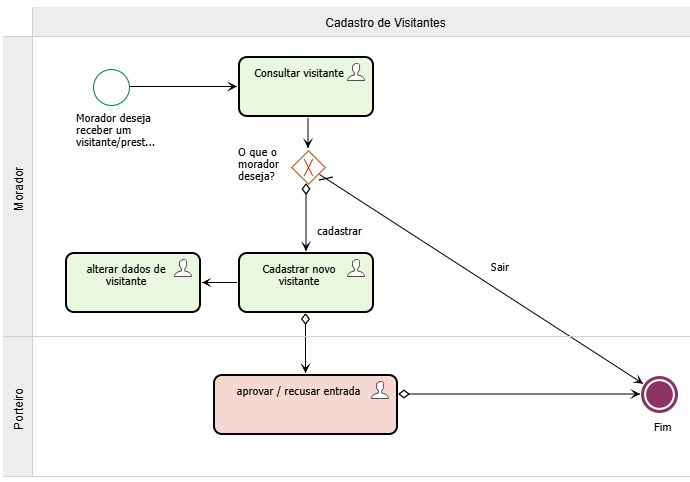 Cadastro de Visitantes
Morador
Consultar visitante
Morador deseja
receber um
visitante/prest...
O que o
morador
deseja?
cadastrar
Sair
alterar dados de
visitante
Cadastrar novo
visitante
Porteiro
aprovar / recusar entrada
Fim